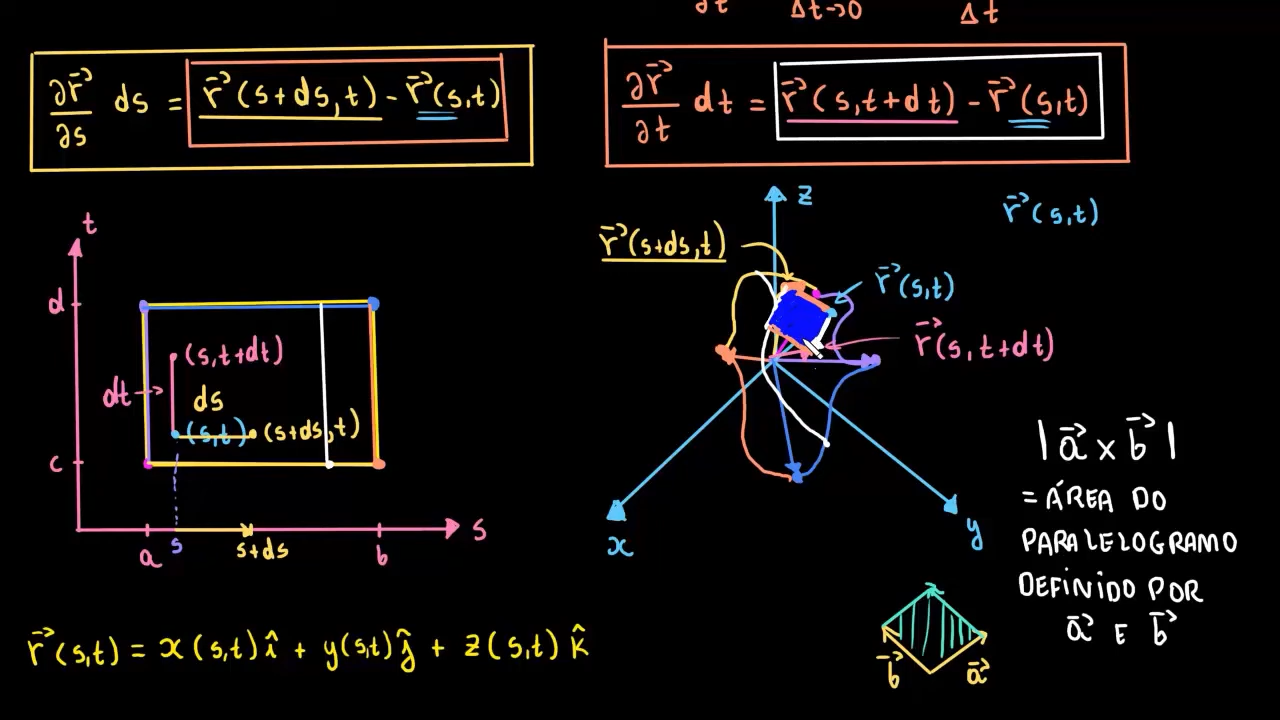 ∂t Δt→0 Δt
∂r⃗/∂s ds = r⃗(s+ds,t) - r⃗(s,t)
∂r⃗/∂t dt = r⃗(s,t+dt) - r⃗(s,t)
t
z
r⃗(s,t)
r⃗(s+ds,t)
r⃗(s,t)
d
(s,t+dt)
r⃗(s,t+dt)
dt
ds
(s,t)
(s+ds,t)
c
s
a
s
s+ds
b
x
y
|a⃗ x b⃗|
= ÁREA DO
PARALELOGRAMO
DEFINIDO POR
a⃗ E b⃗
b⃗
a⃗
r⃗(s,t) = x(s,t)î + y(s,t)ĵ + z(s,t)k̂